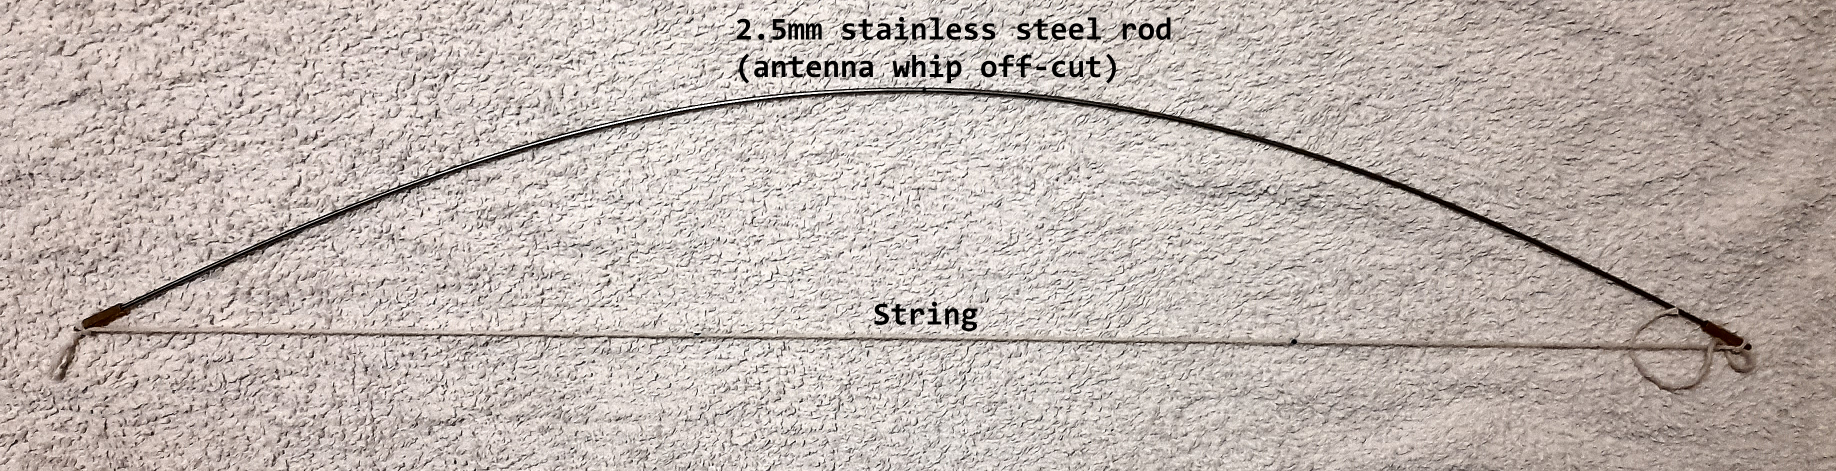 2.5mm stainless steel rod
(antenna whip off-cut)
String